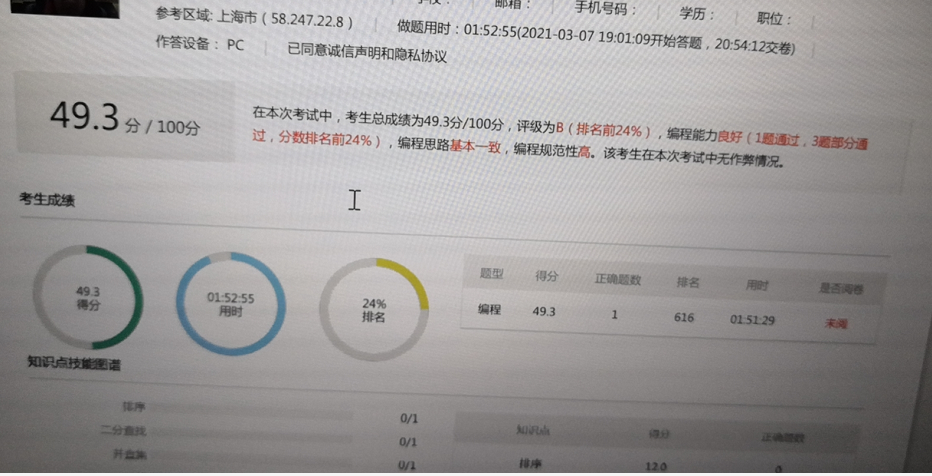 邮箱： 手机号码： 学历： 职位：
参考区域: 上海市（58.247.22.8） 做题用时：01:52:55(2021-03-07 19:01:09开始答题，20:54:12交卷)
作答设备： PC 已同意诚信声明和隐私协议
49.3 分 / 100分
在本次考试中，考生总成绩为49.3分/100分，评级为B（排名前24%），编程能力良好（1题通过，3题部分通
过，分数排名前24%），编程思路基本一致，编程规范性高。该考生在本次考试中无作弊情况。
考生成绩
49.3
得分
01:52:55
用时
24%
排名
题型 得分 正确题数 排名 用时 是否阅卷
编程 49.3 1 616 01:51:29 未阅
知识点技能图谱
排序 0/1
二分查找 0/1
并查集 0/1
知识点 得分 正确题数
排序 12.0 0